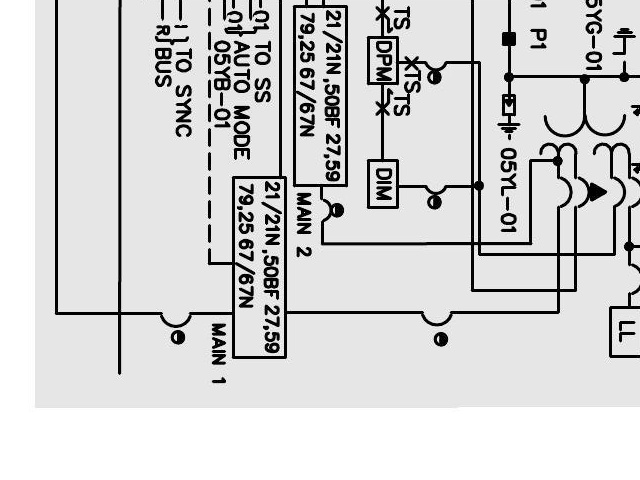 LL
5YG-01
P1
05YL-01
TS
TS
DPM
TS
DIM
21/21N ,50BF 27,59
79,25 67/67N
MAIN 2
-01 TO SS
-01} AUTO MODE
05YB-01
21/21N ,50BF 27,59
79,25 67/67N
MAIN 1
} TO SYNC
R} BUS